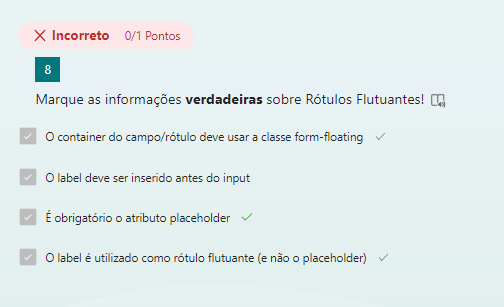 Incorreto 0/1 Pontos
8
Marque as informações verdadeiras sobre Rótulos Flutuantes!
O container do campo/rótulo deve usar a classe form-floating
O label deve ser inserido antes do input
É obrigatório o atributo placeholder
O label é utilizado como rótulo flutuante (e não o placeholder)